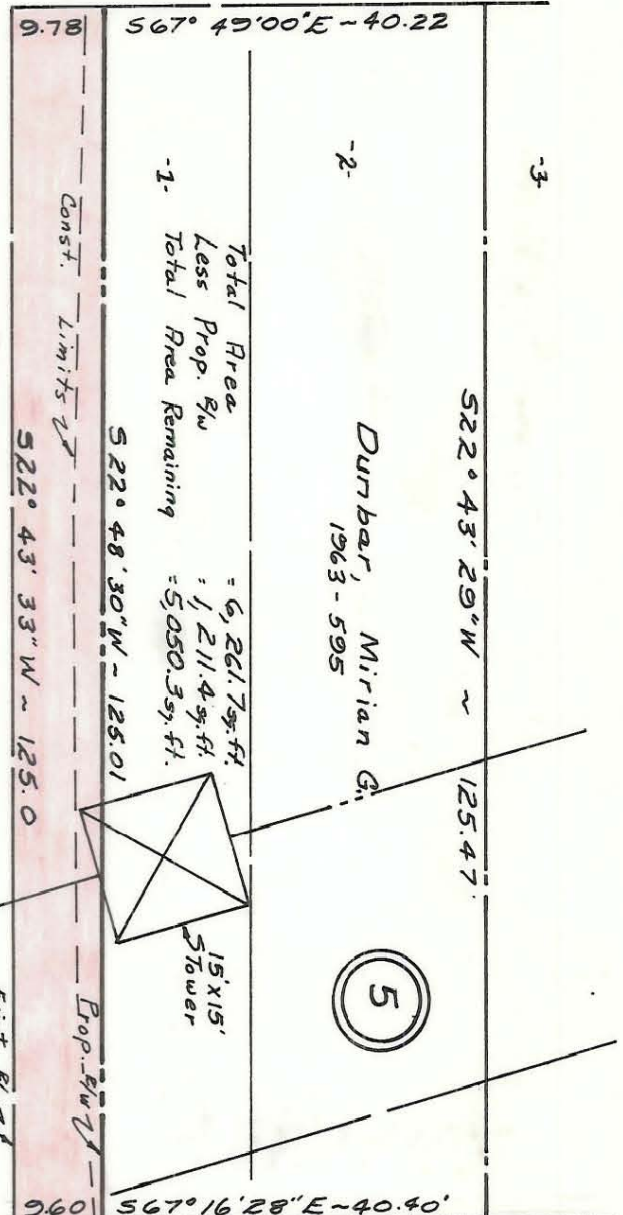 9.78
S 67° 49'00"E ~ 40.22
-3-
-2-
-1-
S22° 43' 29"W ~ 125.47
Dunbar, Mirian G.
1963 - 595
Total Area = 6,261.7 sq. ft.
Less Prop. R/W = 1,211.4 sq. ft.
Total Area Remaining = 5,050.3 sq. ft.
S 22° 48' 30"W ~ 125.01
Const. Limits
S22° 43' 33"W ~ 125.0
15'x15'
Tower
5
Prop. R/W
Exist. R/W
9.60
S67° 16'28"E ~ 40.40'